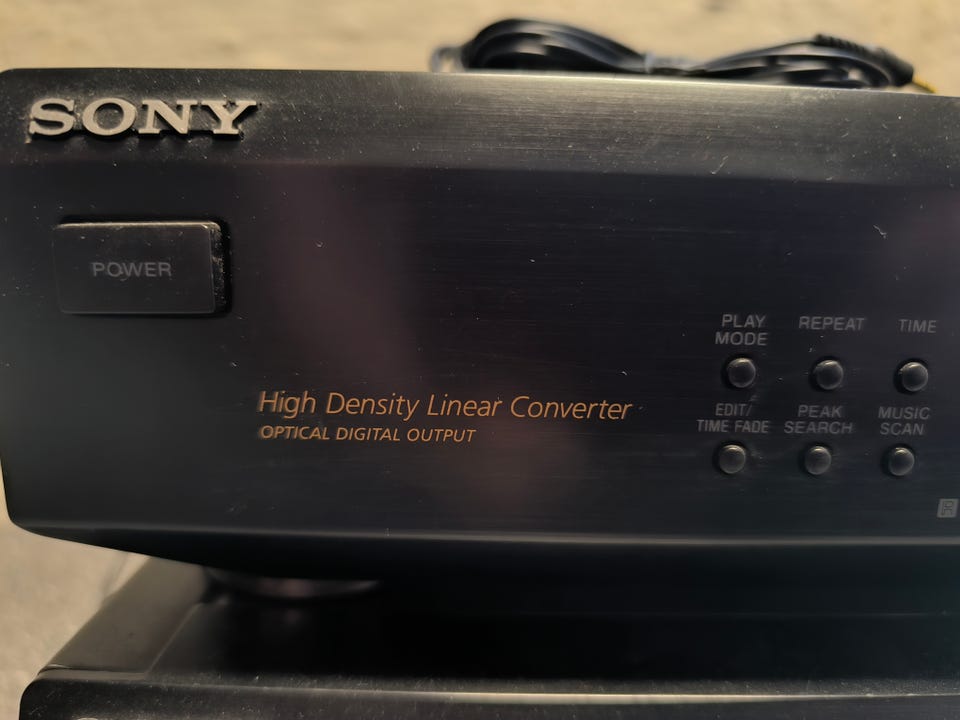 SONY
POWER
High Density Linear Converter
OPTICAL DIGITAL OUTPUT
PLAY
MODE
REPEAT
TIME
EDIT/
TIME FADE
PEAK
SEARCH
MUSIC
SCAN